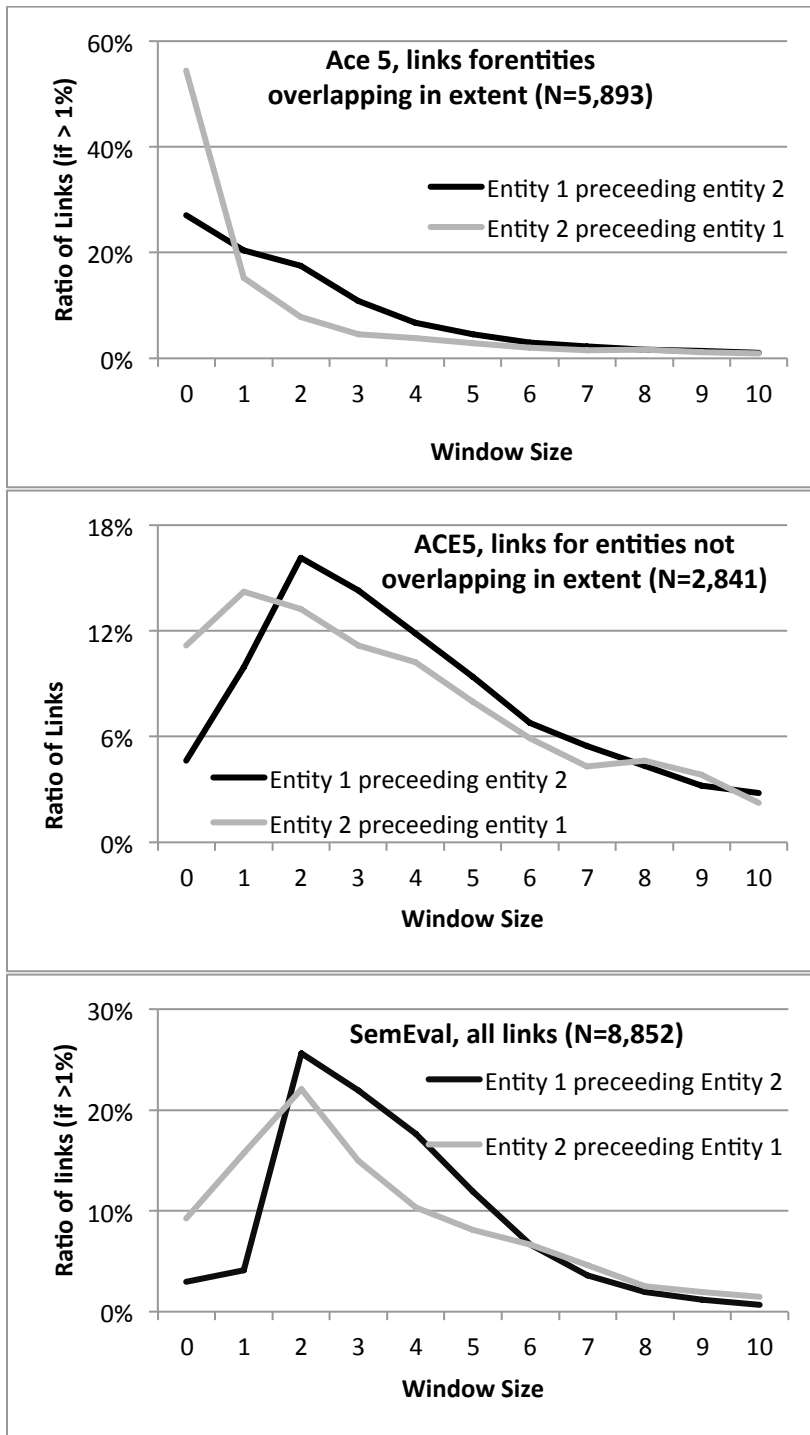 60%
40%
20%
0%
Ratio of Links (if > 1%)
Ace 5, links forentities
overlapping in extent (N=5,893)
Entity 1 preceeding entity 2
Entity 2 preceeding entity 1
0 1 2 3 4 5 6 7 8 9 10
Window Size
18%
12%
6%
0%
Ratio of Links
ACE5, links for entities not
overlapping in extent (N=2,841)
Entity 1 preceeding entity 2
Entity 2 preceeding entity 1
0 1 2 3 4 5 6 7 8 9 10
Window Size
30%
20%
10%
0%
Ratio of links (if >1%)
SemEval, all links (N=8,852)
Entity 1 preceeding Entity 2
Entity 2 preceeding Entity 1
0 1 2 3 4 5 6 7 8 9 10
Window Size